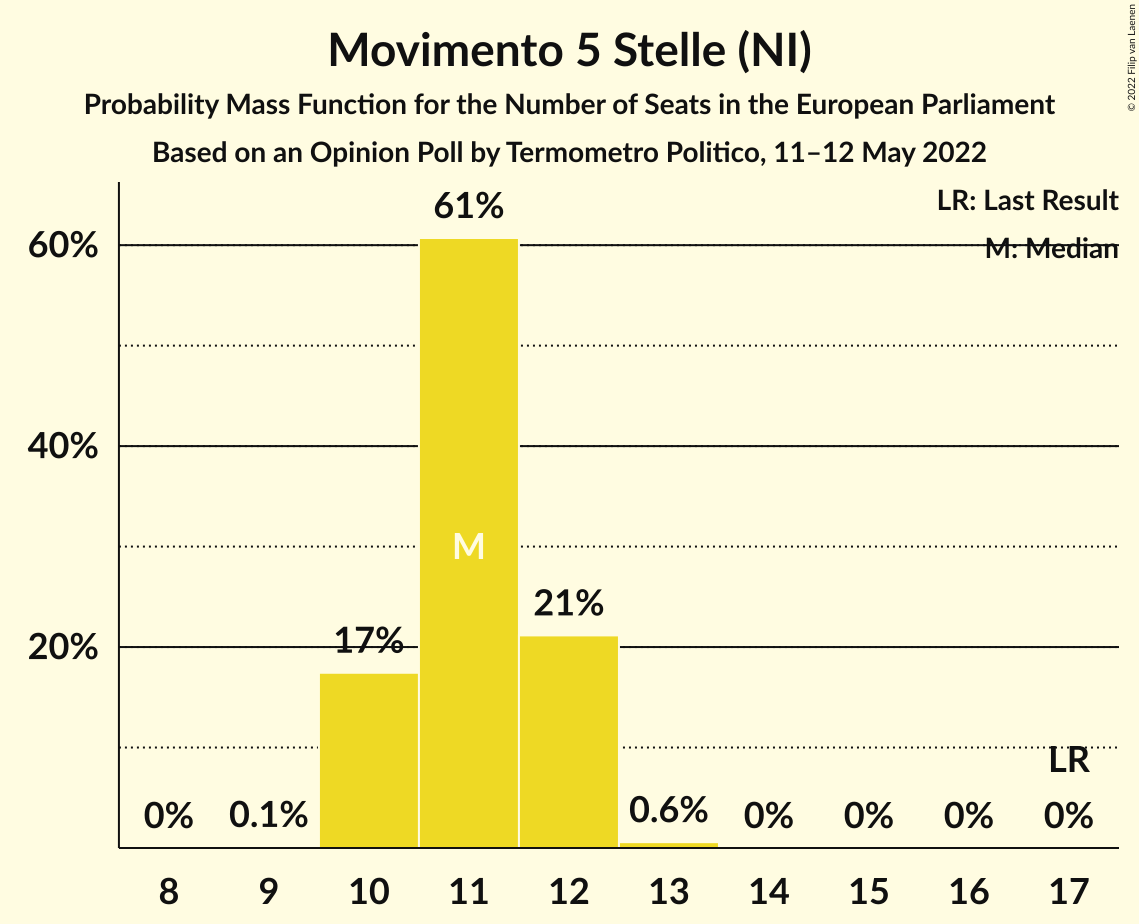 Movimento 5 Stelle (NI)
Probability Mass Function for the Number of Seats in the European Parliament
Based on an Opinion Poll by Termometro Politico, 11–12 May 2022
© 2022 Filip van Laenen
LR: Last Result
M: Median
60%
40%
20%
0%
0.1%
17%
61%
M
21%
0.6%
0%
0%
0%
LR
0%
8 9 10 11 12 13 14 15 16 17